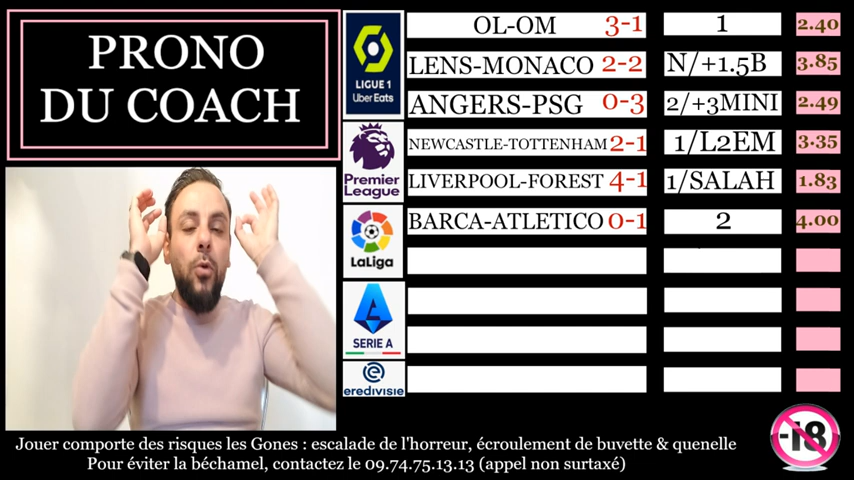 PRONO
DU COACH
LIGUE 1
Uber Eats
OL-OM 3-1 1 2.40
LENS-MONACO 2-2 N/+1.5B 3.85
ANGERS-PSG 0-3 2/+3MINI 2.49
Premier
League
NEWCASTLE-TOTTENHAM 2-1 1/L2EM 3.35
LIVERPOOL-FOREST 4-1 1/SALAH 1.83
LaLiga
BARCA-ATLETICO 0-1 2 4.00
SERIE A
eredivisie
-18
Jouer comporte des risques les Gones : escalade de l'horreur, écroulement de buvette & quenelle
Pour éviter la béchamel, contactez le 09.74.75.13.13 (appel non surtaxé)